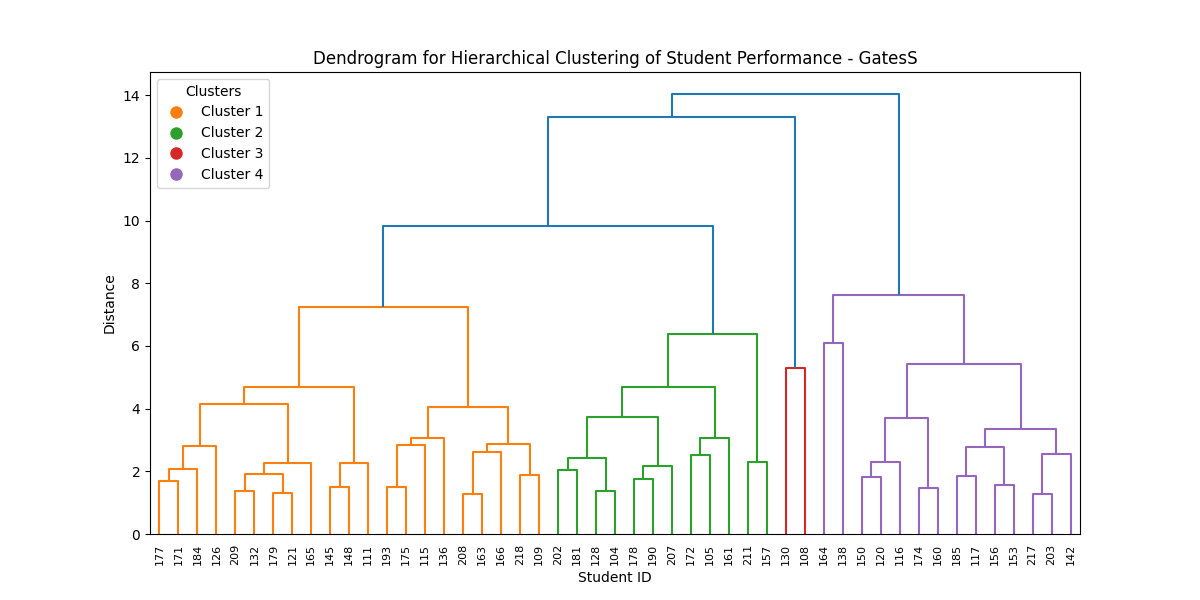 Dendrogram for Hierarchical Clustering of Student Performance - GatesS
Clusters
Cluster 1
Cluster 2
Cluster 3
Cluster 4
14
12
10
8
6
4
2
0
Distance
177 171 184 126 209 132 179 121 165 145 148 111 193 175 115 136 208 163 166 218 109 202 181 128 104 178 190 207 172 105 161 211 157 130 108 164 138 150 120 116 174 160 185 117 156 153 217 203 142
Student ID